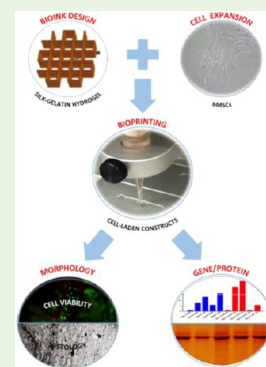 BIOINK DESIGN
CELL EXPANSION
SILK-GELATIN HYDROGEL
BMSCs
BIOPRINTING
CELL-LADEN CONSTRUCTS
MORPHOLOGY
GENE/PROTEIN
CELL VIABILITY
HISTOLOGY